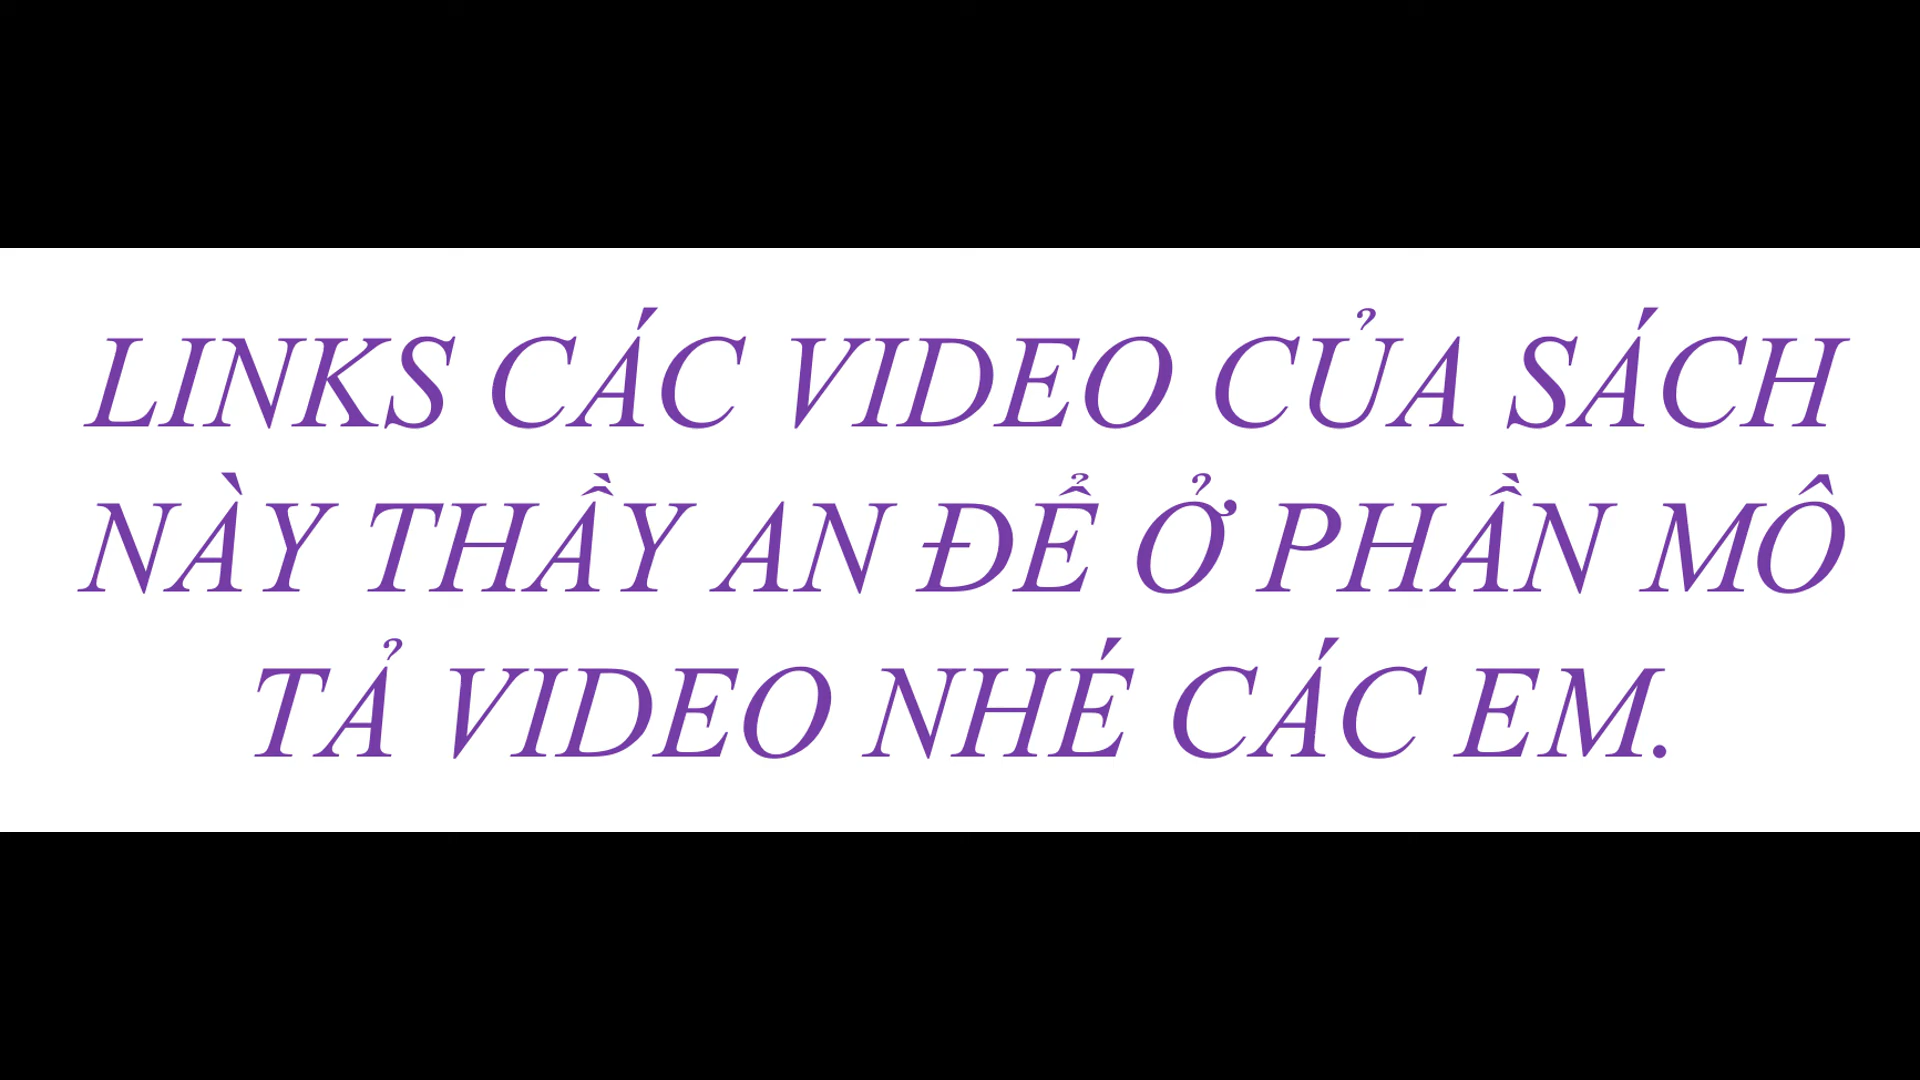 LINKS CÁC VIDEO CỦA SÁCH
NÀY THẦY AN ĐỂ Ở PHẦN MÔ
TẢ VIDEO NHÉ CÁC EM.